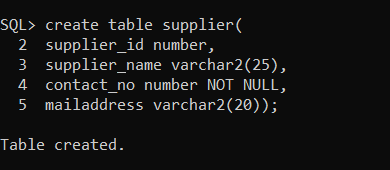 SQL> create table supplier(
  2  supplier_id number,
  3  supplier_name varchar2(25),
  4  contact_no number NOT NULL,
  5  mailaddress varchar2(20));
Table created.